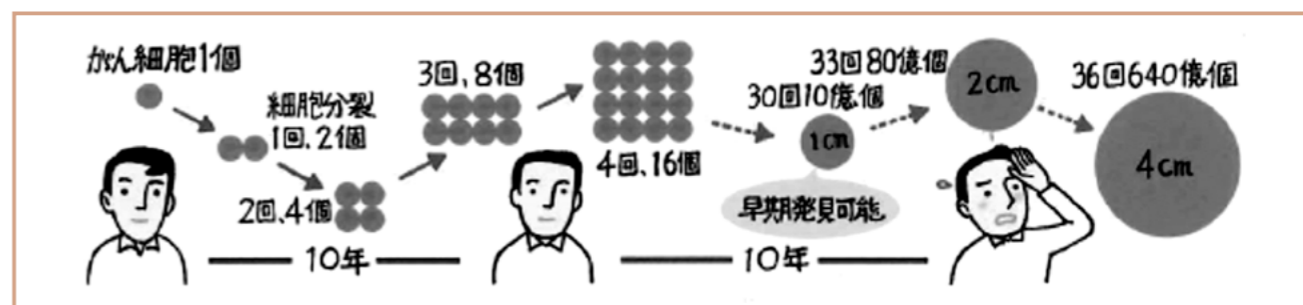 がん細胞1個
細胞分裂
1回、2個
2回、4個
3回、8個
4回、16個
30回10億個
1cm
早期発見可能
33回80億個
2cm
36回640億個
4cm
10年
10年